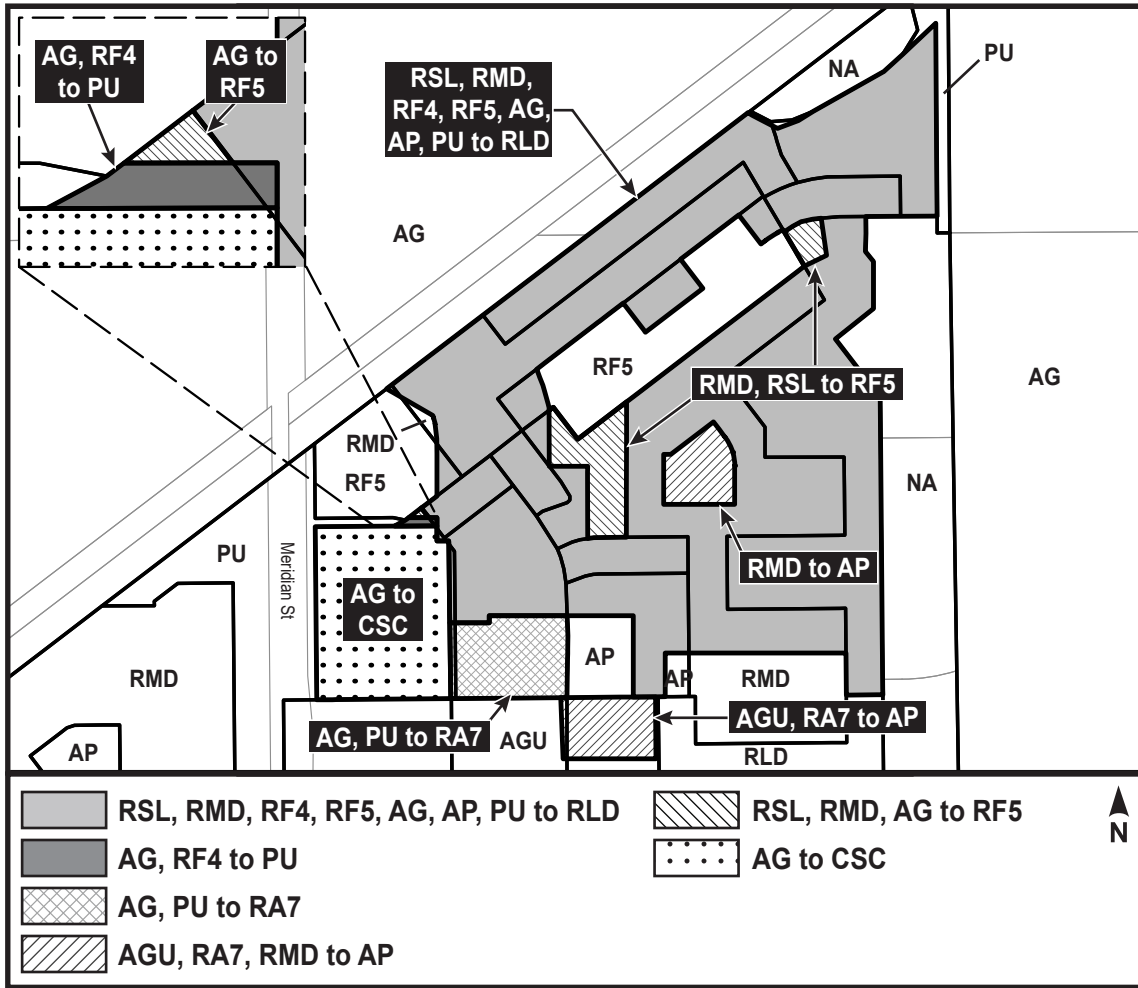 AG, RF4
to PU
AG to
RF5
RSL, RMD,
RF4, RF5, AG,
AP, PU to RLD
NA
PU
AG
RF5
AG
RMD, RSL to RF5
RMD
RF5
NA
PU
Meridian St
RMD to AP
AG to
CSC
AP
AP
RMD
RMD
AGU, RA7 to AP
AG, PU to RA7
AGU
AP
RLD
RSL, RMD, RF4, RF5, AG, AP, PU to RLD
AG, RF4 to PU
AG, PU to RA7
AGU, RA7, RMD to AP
RSL, RMD, AG to RF5
AG to CSC
N